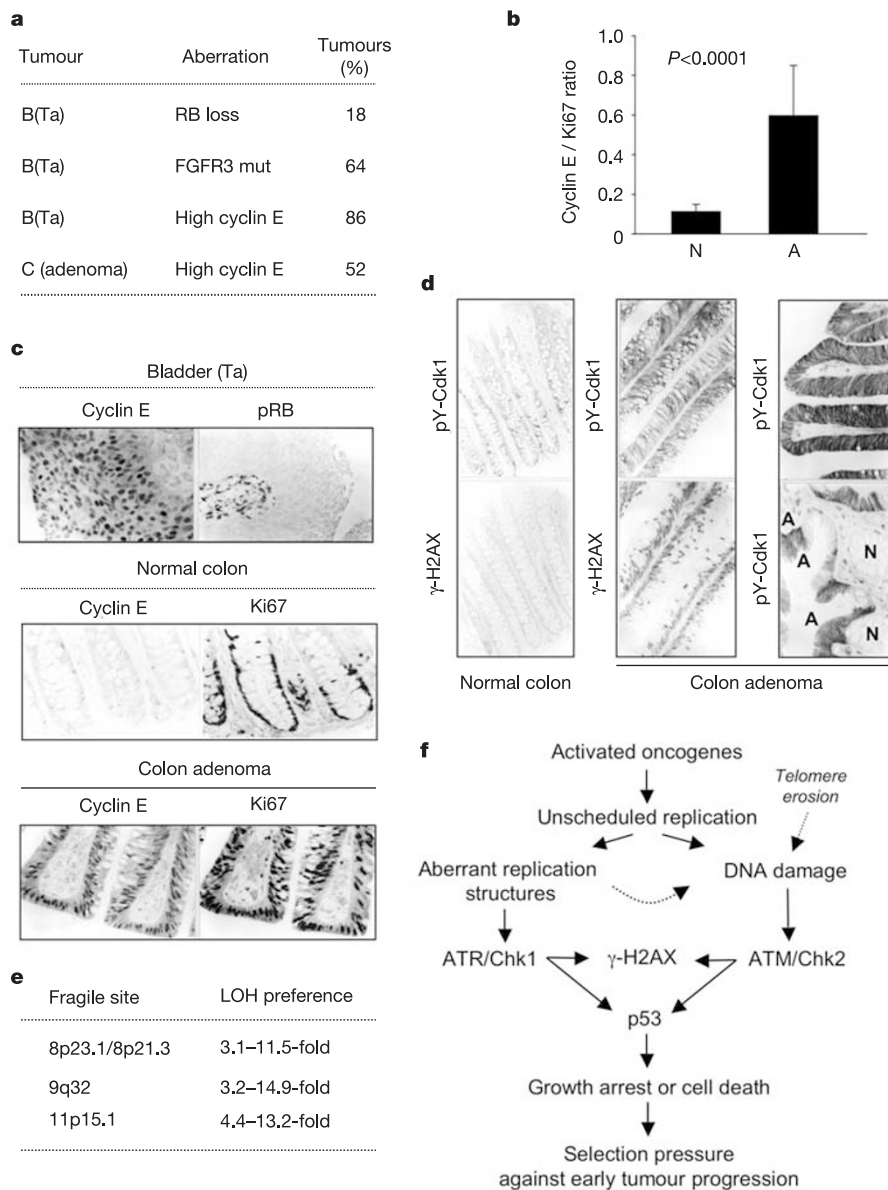 a
Tumour Aberration Tumours (%)
B(Ta) RB loss 18
B(Ta) FGFR3 mut 64
B(Ta) High cyclin E 86
C (adenoma) High cyclin E 52
b
Cyclin E / Ki67 ratio
1.0
0.8
0.6
0.4
0.2
0
P<0.0001
N A
c
Bladder (Ta)
Cyclin E pRB
Normal colon
Cyclin E Ki67
Colon adenoma
Cyclin E Ki67
d
pY-Cdk1 pY-Cdk1 pY-Cdk1
γ-H2AX γ-H2AX pY-Cdk1
A
A N
A
N
Normal colon Colon adenoma
e
Fragile site LOH preference
8p23.1/8p21.3 3.1–11.5-fold
9q32 3.2–14.9-fold
11p15.1 4.4–13.2-fold
f
Activated oncogenes
Telomere
erosion
Unscheduled replication
Aberrant replication
structures
DNA damage
ATR/Chk1 γ-H2AX ATM/Chk2
p53
Growth arrest or cell death
Selection pressure
against early tumour progression